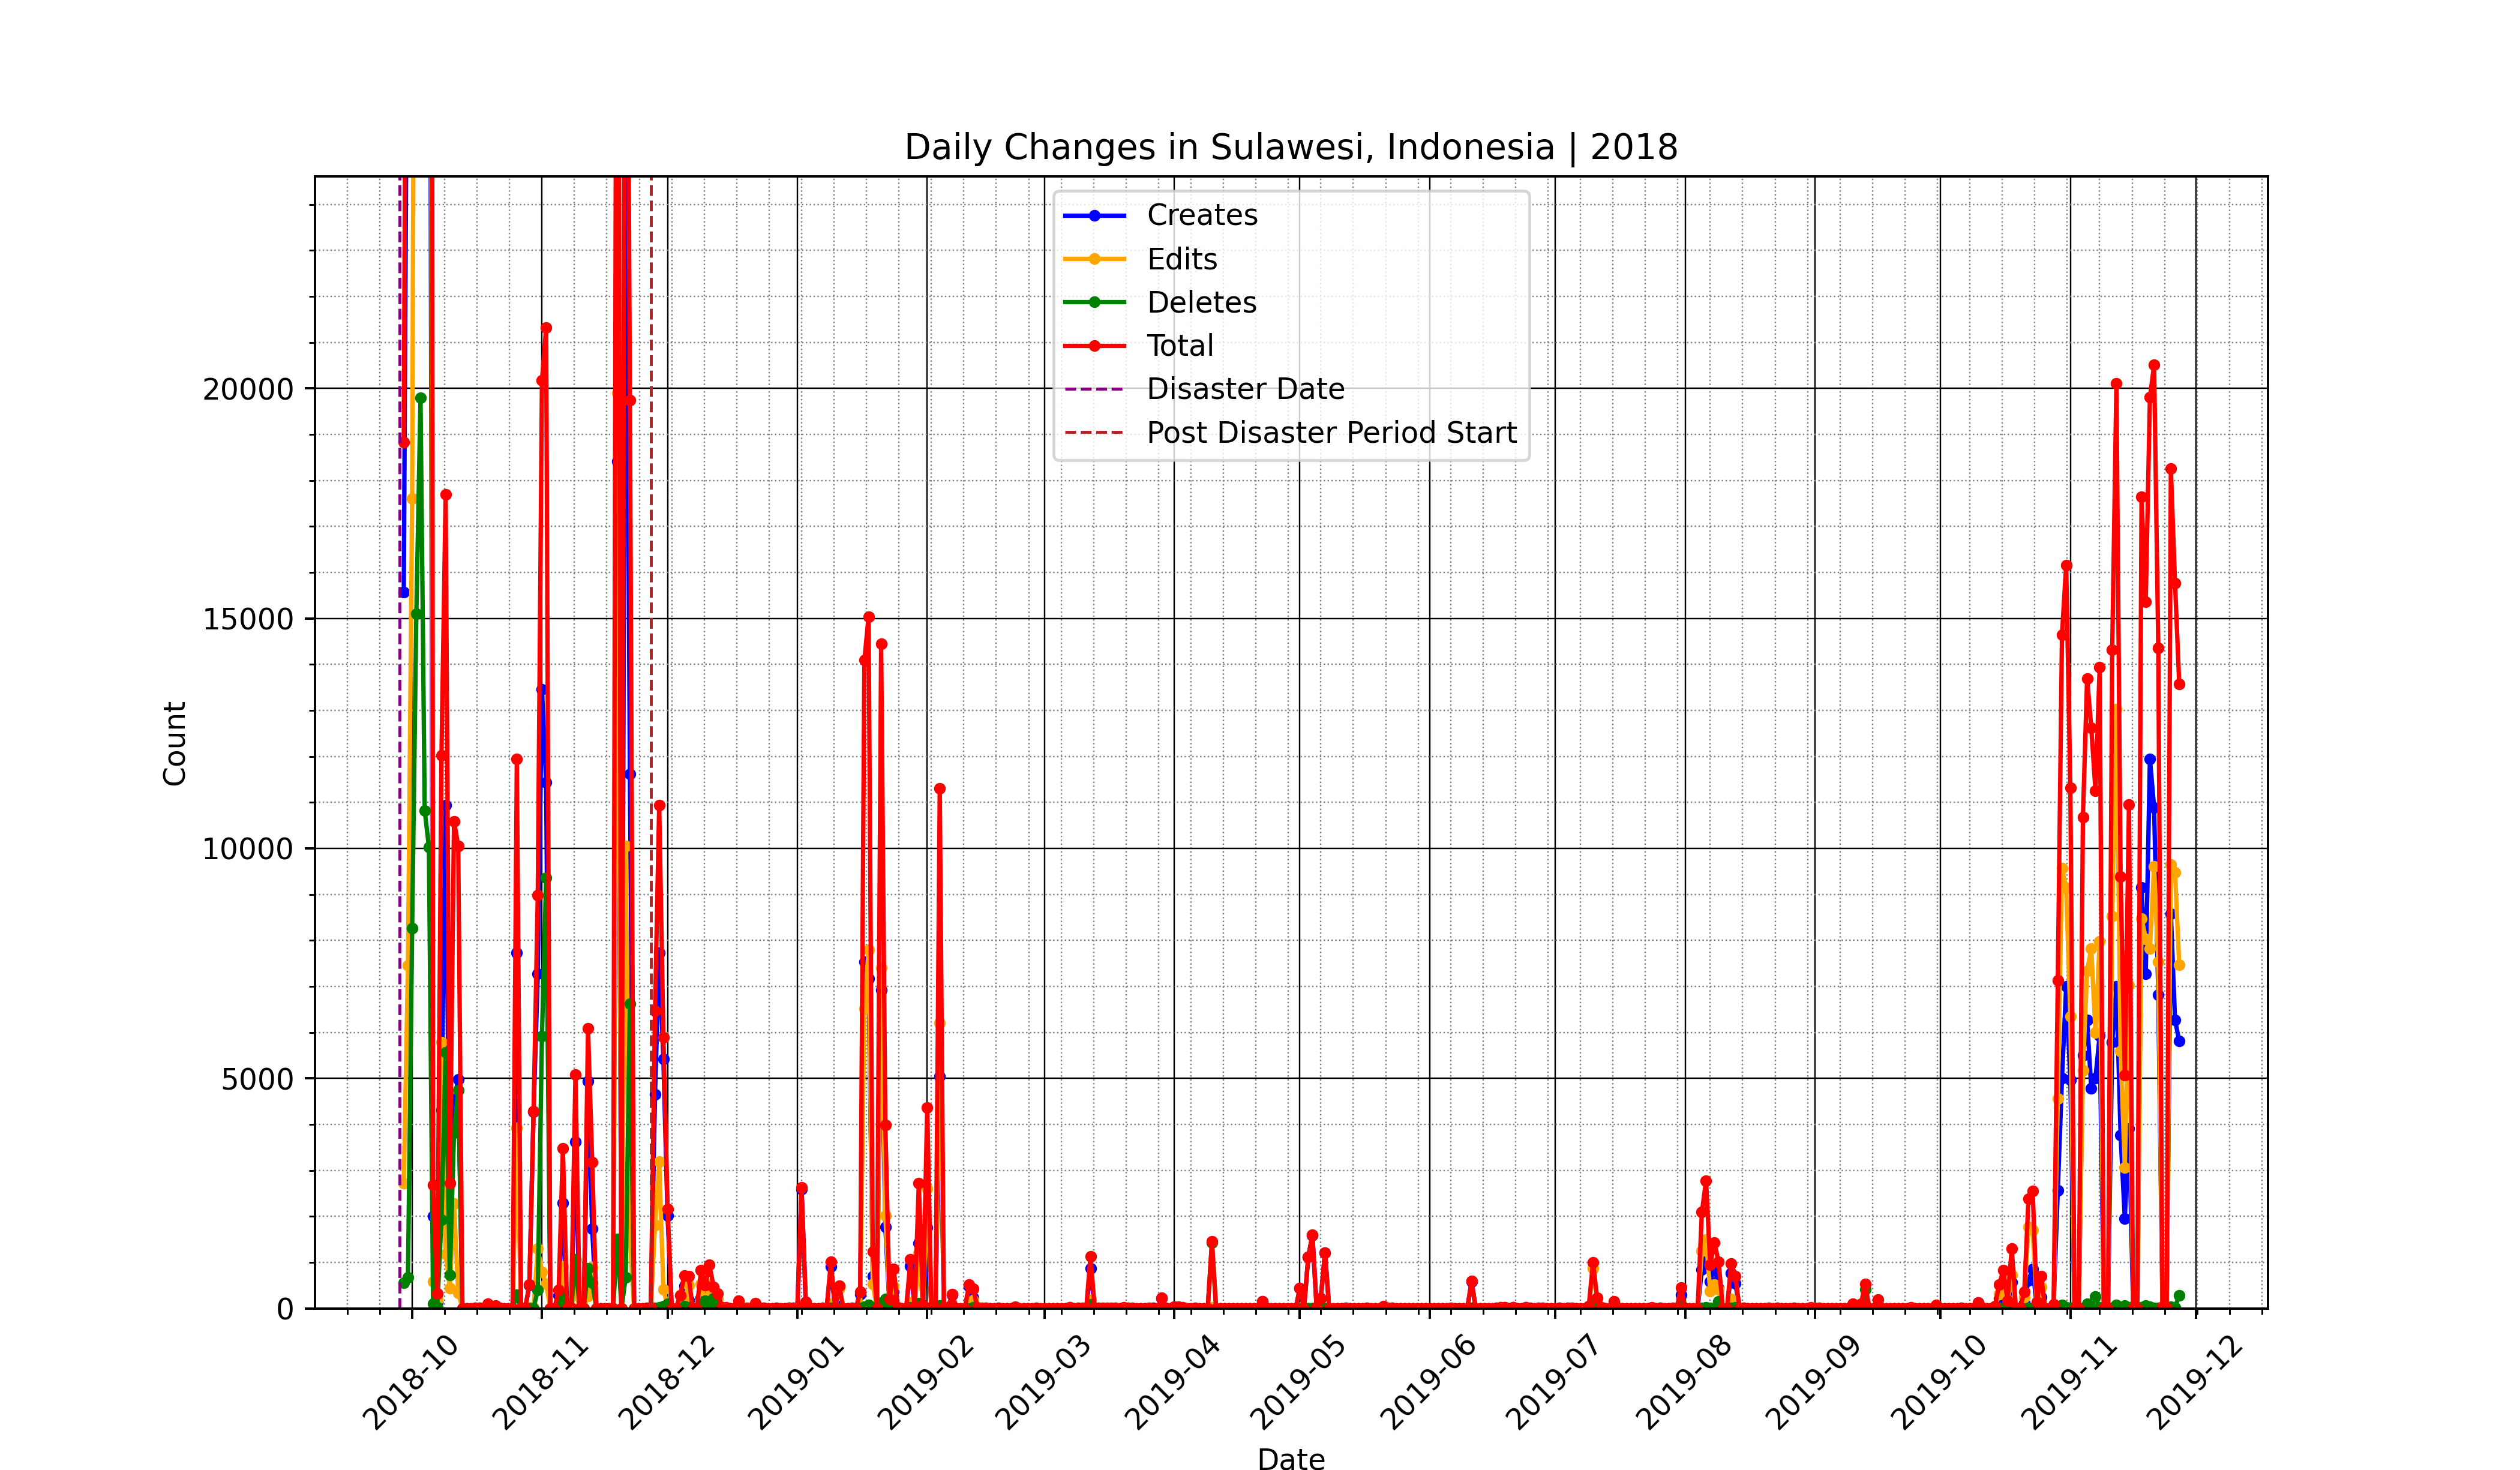 Daily Changes in Sulawesi, Indonesia | 2018
Creates
Edits
Deletes
Total
Disaster Date
Post Disaster Period Start
Count
20000
15000
10000
5000
0
2018-10
2018-11
2018-12
2019-01
2019-02
2019-03
2019-04
2019-05
2019-06
2019-07
2019-08
2019-09
2019-10
2019-11
2019-12
Date